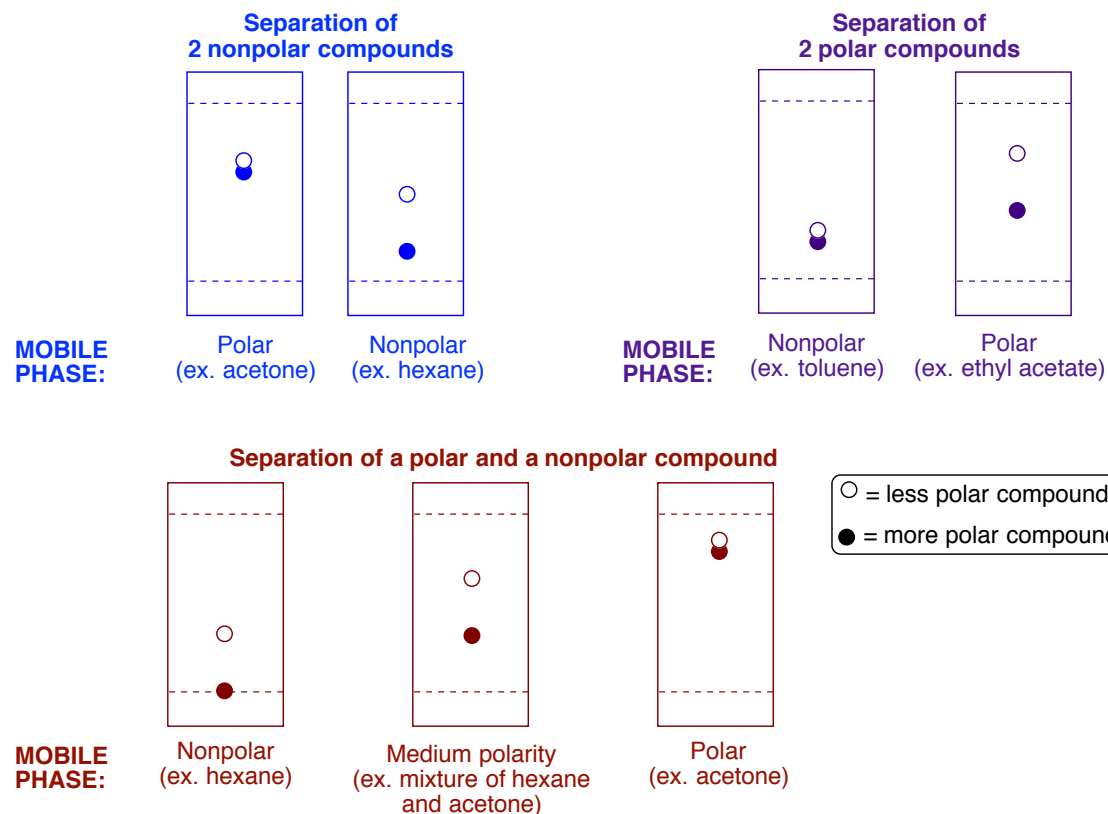 Separation of
2 nonpolar compounds
Separation of
2 polar compounds
MOBILE
PHASE:
Polar
(ex. acetone)
Nonpolar
(ex. hexane)
MOBILE
PHASE:
Nonpolar
(ex. toluene)
Polar
(ex. ethyl acetate)
Separation of a polar and a nonpolar compound
= less polar compound
= more polar compound
MOBILE
PHASE:
Nonpolar
(ex. hexane)
Medium polarity
(ex. mixture of hexane
and acetone)
Polar
(ex. acetone)